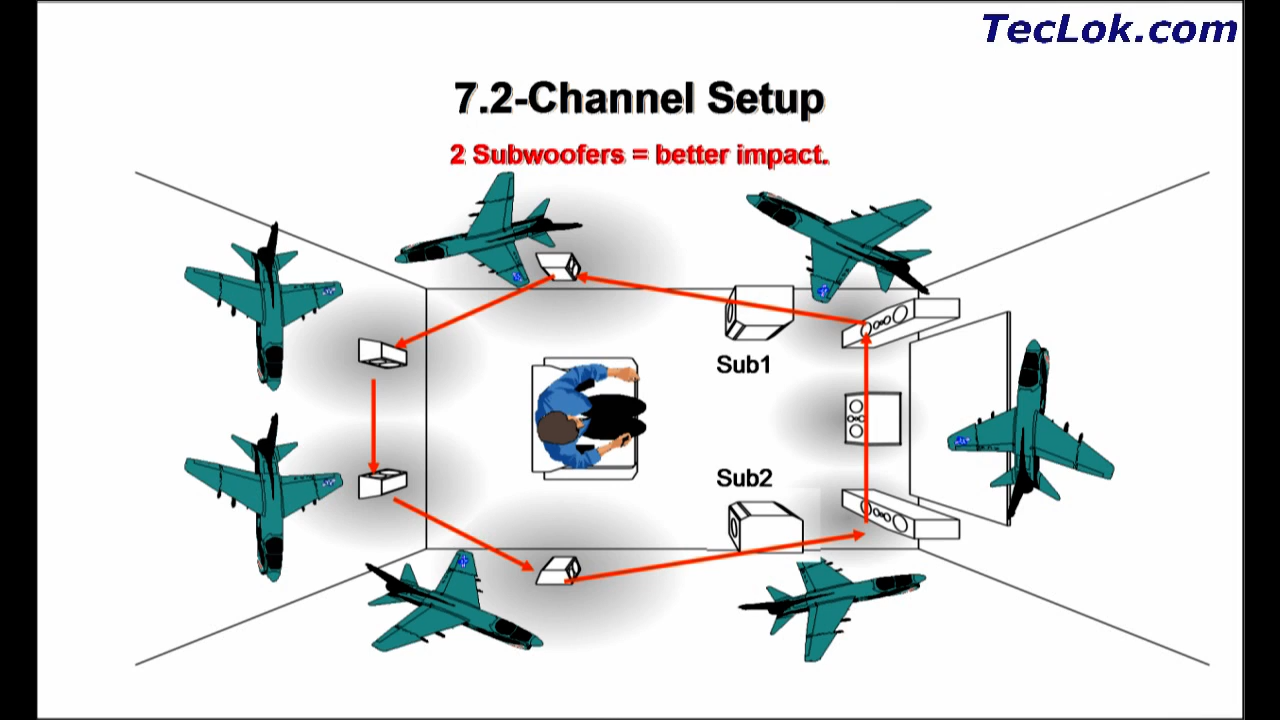 TecLok.com
7.2-Channel Setup
2 Subwoofers = better impact.
Sub1
Sub2